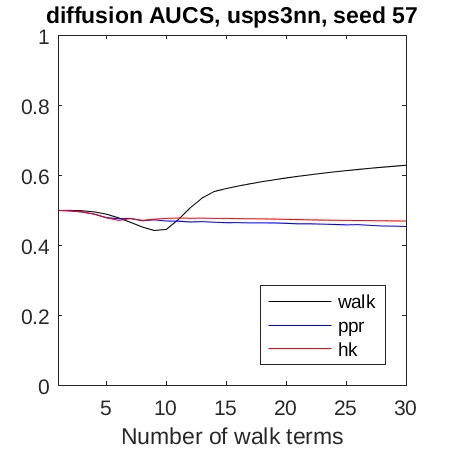 diffusion AUCS, usps3nn, seed 57
1
0.8
0.6
0.4
0.2
0
walk
ppr
hk
5 10 15 20 25 30
Number of walk terms